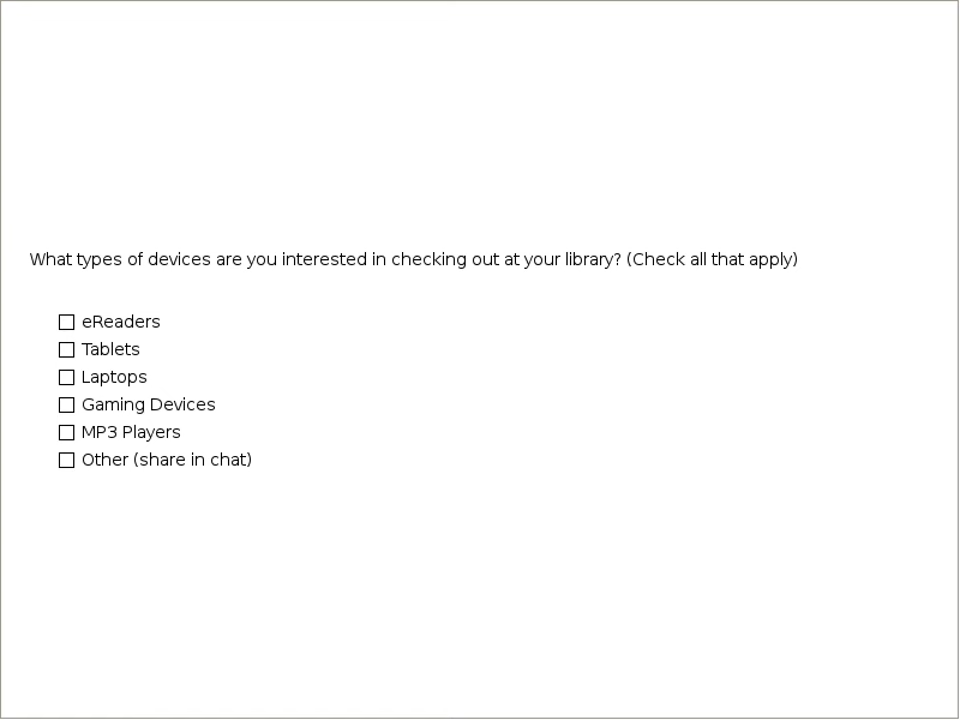 What types of devices are you interested in checking out at your library? (Check all that apply)
eReaders
Tablets
Laptops
Gaming Devices
MP3 Players
Other (share in chat)